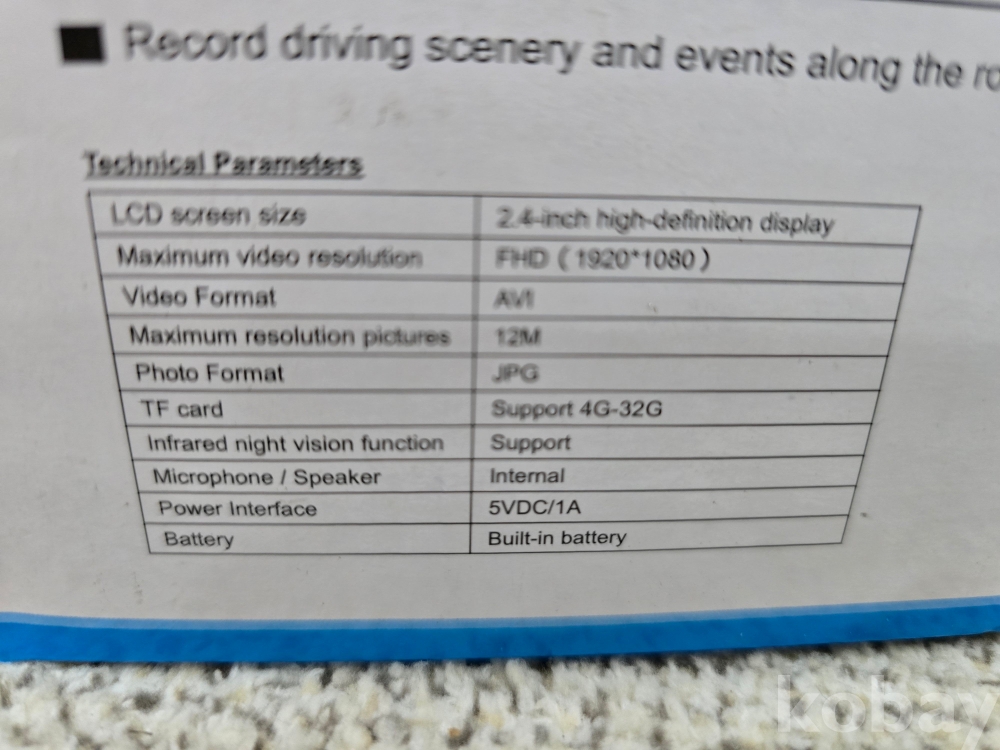 Record driving scenery and events along the ro
Technical Parameters
LCD screen size 2.4-inch high-definition display
Maximum video resolution FHD ( 1920*1080 )
Video Format AVI
Maximum resolution pictures 12M
Photo Format JPG
TF card Support 4G-32G
Infrared night vision function Support
Microphone / Speaker Internal
Power Interface 5VDC/1A
Battery Built-in battery
kobay